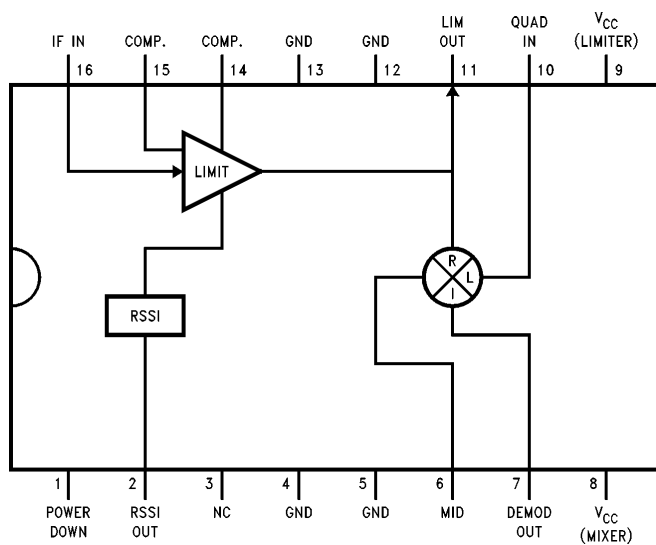 IF IN COMP. COMP. GND GND LIM OUT QUAD IN VCC (LIMITER)
16 15 14 13 12 11 10 9
LIMIT
R
L
I
RSSI
1 2 3 4 5 6 7 8
POWER DOWN RSSI OUT NC GND GND MID DEMOD OUT VCC (MIXER)